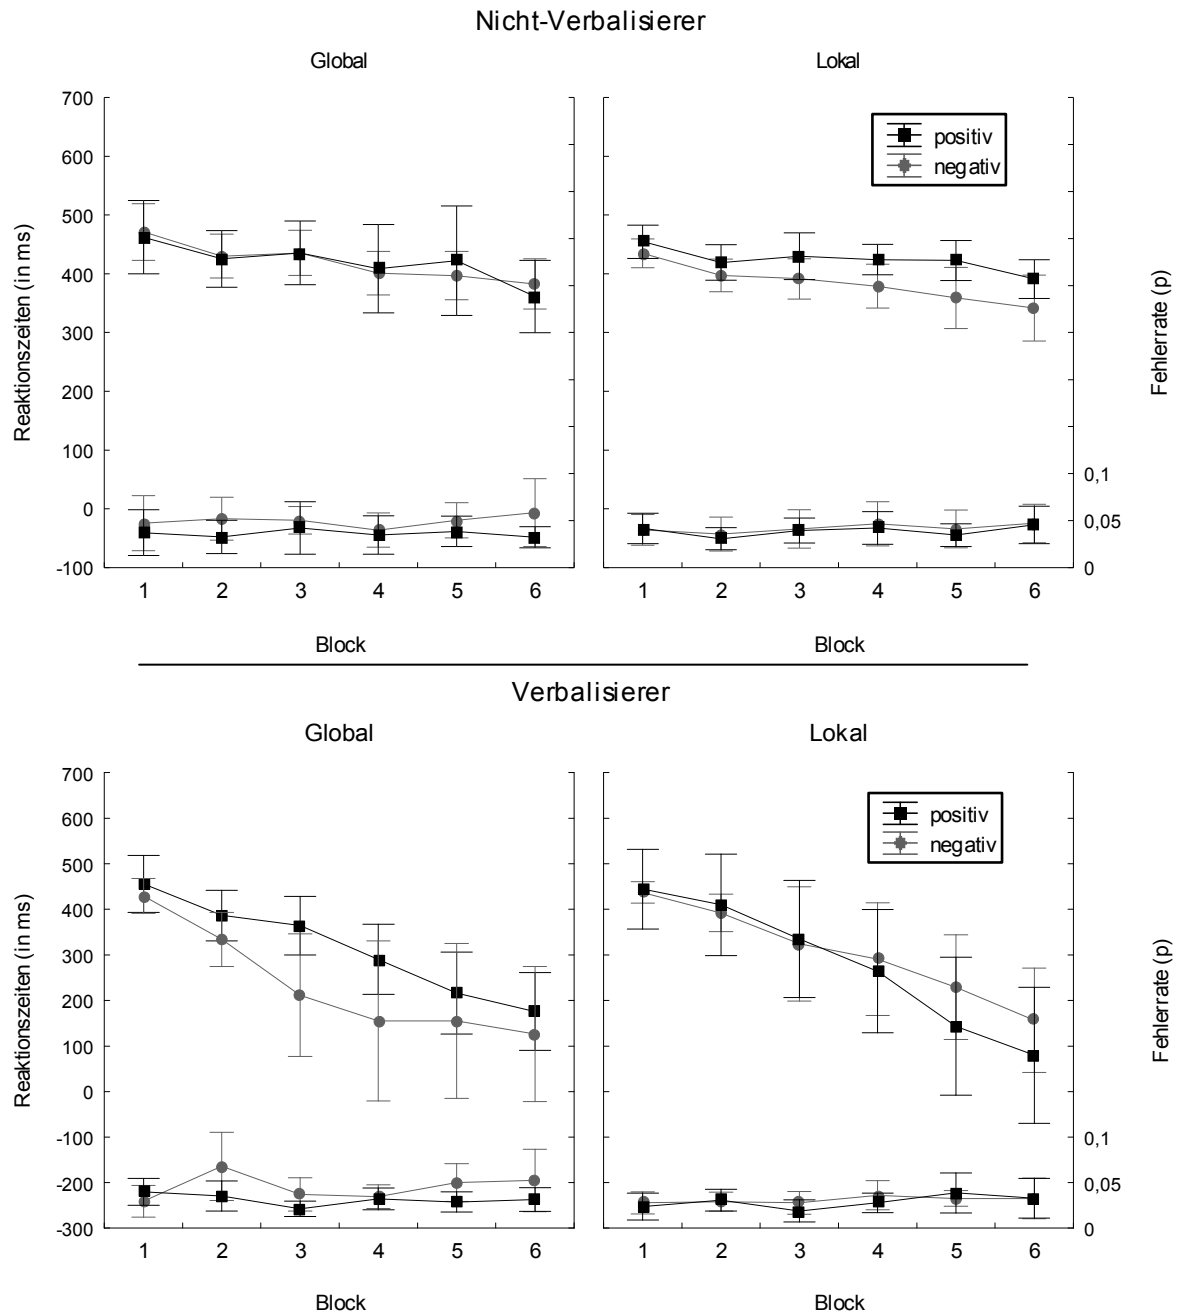 Nicht-Verbalisierer
Global
Lokal
700
600
500
400
300
400
100
0
-100
Reaktionszeiten (in ms)
positiv
negativ
Fehlerrate (p)
0,1
0,05
0
1 2 3 4 5 6
1 2 3 4 5 6
Block
Block
Verbalisierer
Global
Lokal
700
600
500
400
300
200
100
0
-100
-200
-300
Reaktionszeiten (in ms)
positiv
negativ
Fehlerrate (p)
0,1
0,05
0
1 2 3 4 5 6
1 2 3 4 5 6
Block
Block